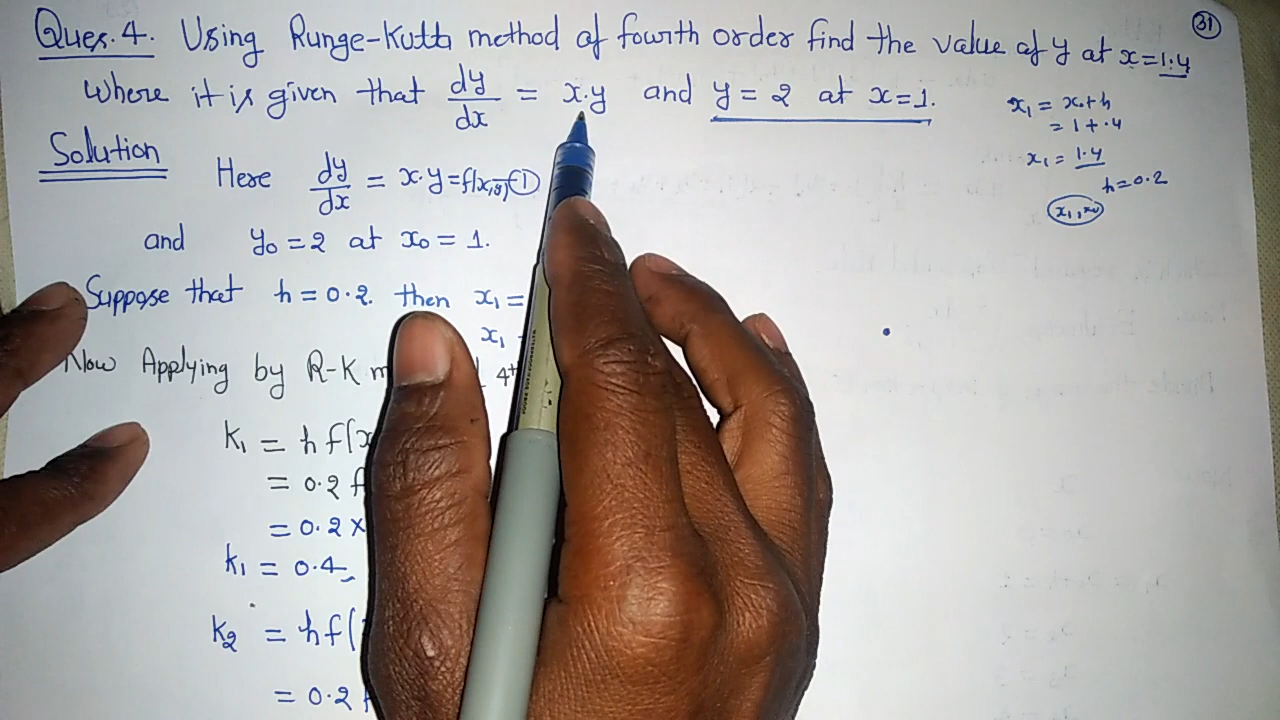 31
Ques. 4. Using Runge-Kutta method of fourth order find the value of y at x=1.4
where it is given that dy/dx = x.y and y = 2 at x=1.
x1 = x0+h
= 1+.4
x1 = 1.4
h=0.2
Solution
Here dy/dx = x.y=f(x,y)-①
and y0 = 2 at x0 = 1.
Suppose that h = 0.2. then x1 =
x1
Now Applying by R-K 4th
K1 = hf(x
= 0.2 f
= 0.2 x
K1 = 0.4
K2 = hf(
= 0.2 f